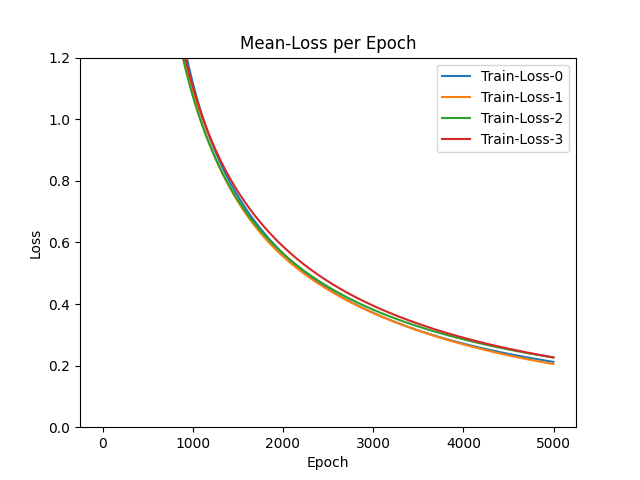 Mean-Loss per Epoch
Train-Loss-0
Train-Loss-1
Train-Loss-2
Train-Loss-3
Loss
1.2
1.0
0.8
0.6
0.4
0.2
0.0
0 1000 2000 3000 4000 5000
Epoch